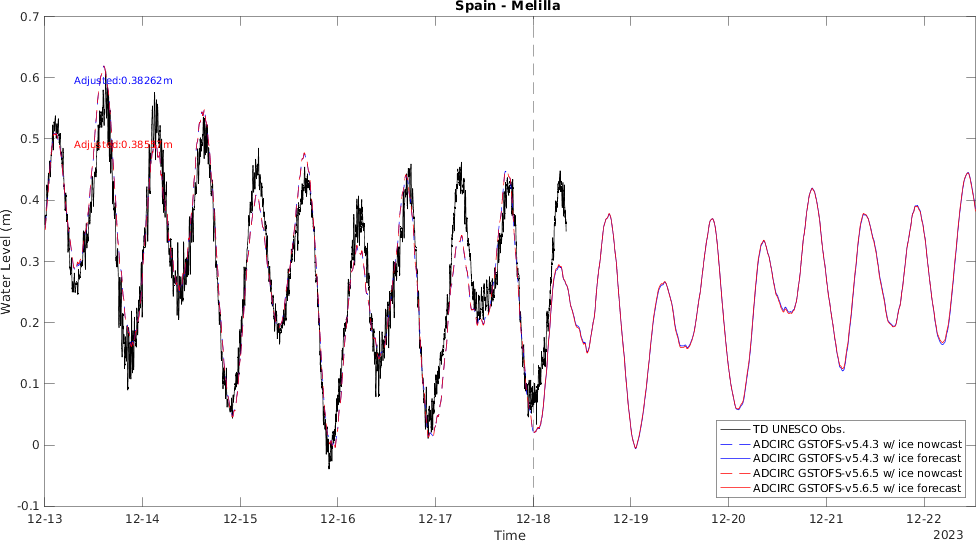 Spain - Melilla
0.7
0.6
0.5
0.4
0.3
0.2
0.1
0
-0.1
Water Level (m)
Adjusted:0.38262m
TD UNESCO Obs.
ADCIRC GSTOFS-v5.4.3 w/ ice nowcast
ADCIRC GSTOFS-v5.4.3 w/ ice forecast
ADCIRC GSTOFS-v5.6.5 w/ ice nowcast
ADCIRC GSTOFS-v5.6.5 w/ ice forecast
12-13 12-14 12-15 12-16 12-17 12-18 12-19 12-20 12-21 12-22
Time
2023